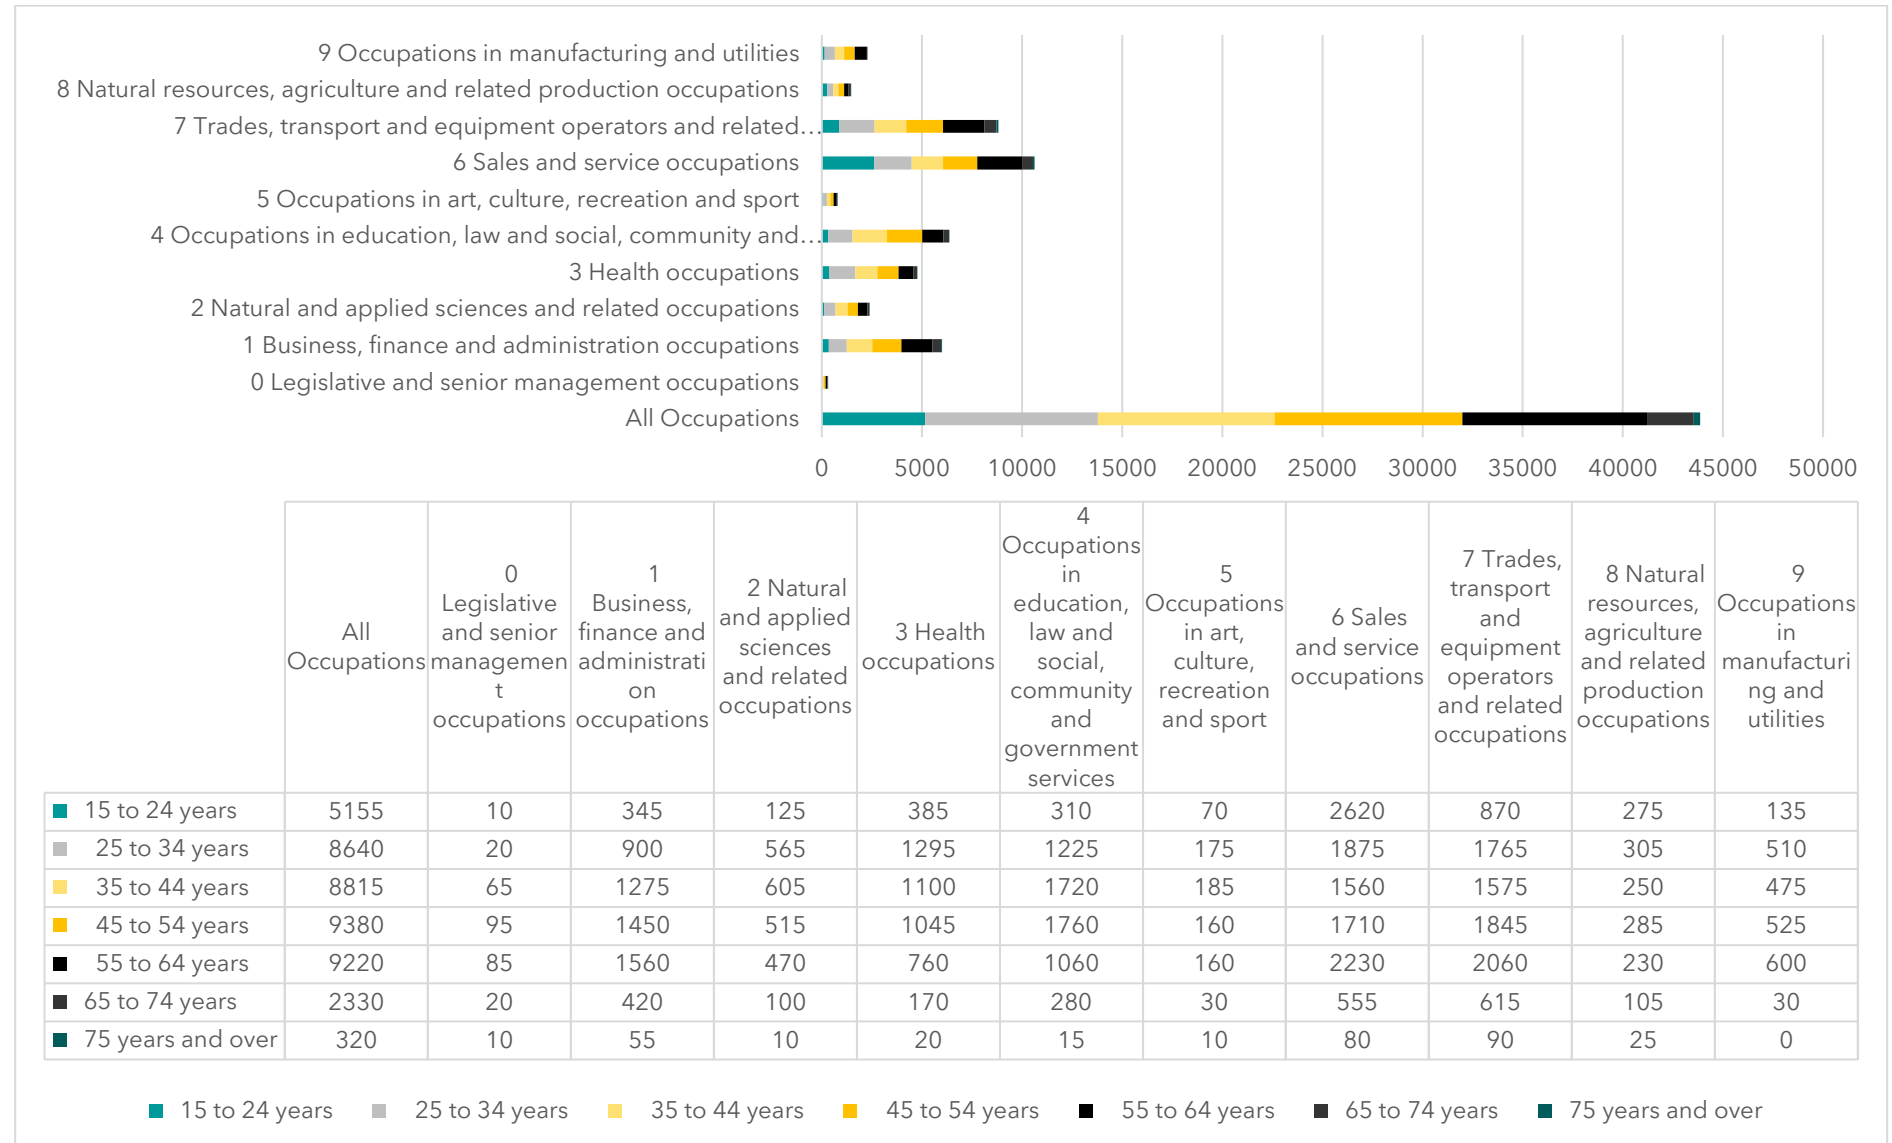 9 Occupations in manufacturing and utilities
8 Natural resources, agriculture and related production occupations
7 Trades, transport and equipment operators and related…
6 Sales and service occupations
5 Occupations in art, culture, recreation and sport
4 Occupations in education, law and social, community and…
3 Health occupations
2 Natural and applied sciences and related occupations
1 Business, finance and administration occupations
0 Legislative and senior management occupations
All Occupations
0 5000 10000 15000 20000 25000 30000 35000 40000 45000 50000
All
Occupations
0
Legislative
and senior
managemen
t
occupations
1
Business,
finance and
administrati
on
occupations
2 Natural
and applied
sciences
and related
occupations
3 Health
occupations
4
Occupations
in
education,
law and
social,
community
and
government
services
5
Occupations
in art,
culture,
recreation
and sport
6 Sales
and service
occupations
7 Trades,
transport
and
equipment
operators
and related
occupations
8 Natural
resources,
agriculture
and related
production
occupations
9
Occupations
in
manufacturi
ng and
utilities
15 to 24 years 5155 10 345 125 385 310 70 2620 870 275 135
25 to 34 years 8640 20 900 565 1295 1225 175 1875 1765 305 510
35 to 44 years 8815 65 1275 605 1100 1720 185 1560 1575 250 475
45 to 54 years 9380 95 1450 515 1045 1760 160 1710 1845 285 525
55 to 64 years 9220 85 1560 470 760 1060 160 2230 2060 230 600
65 to 74 years 2330 20 420 100 170 280 30 555 615 105 30
75 years and over 320 10 55 10 20 15 10 80 90 25 0
15 to 24 years 25 to 34 years 35 to 44 years 45 to 54 years 55 to 64 years 65 to 74 years 75 years and over